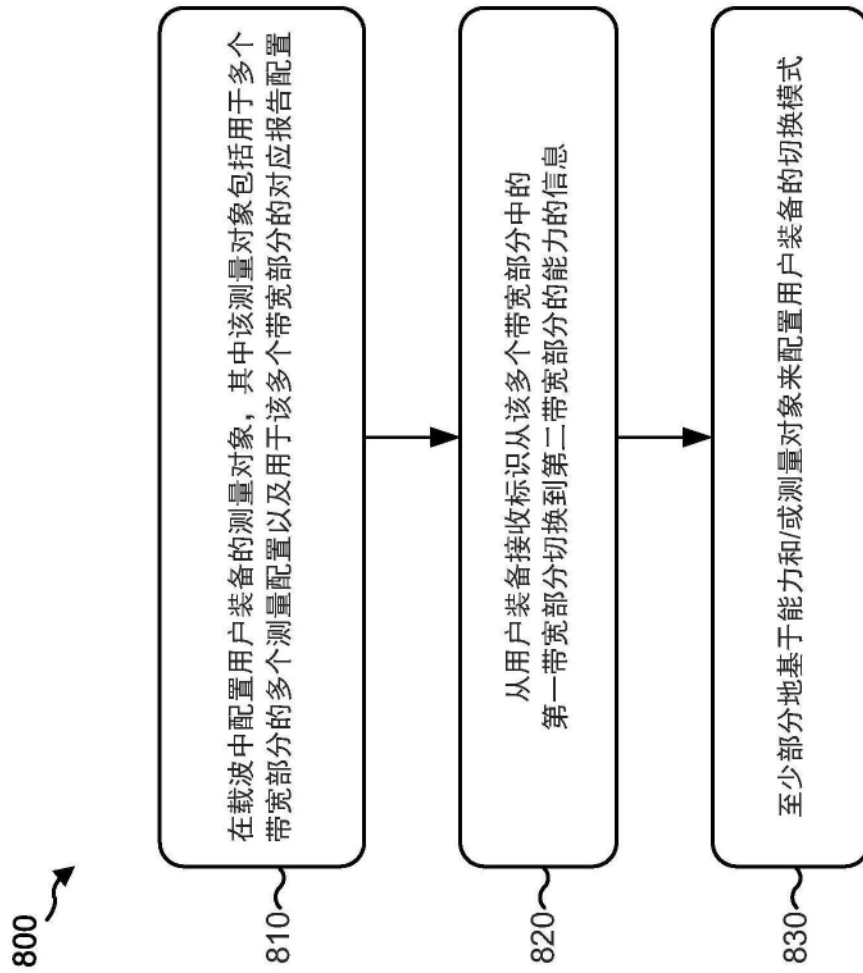 800
810
在载波中配置用户装备的测量对象，其中该测量对象包括用于多个
带宽部分的多个测量配置以及用于该多个带宽部分的对应报告配置
820
从用户装备接收标识从该多个带宽部分中的
第一带宽部分切换到第二带宽部分的能力的信息
830
至少部分地基于能力和/或测量对象来配置用户装备的切换模式